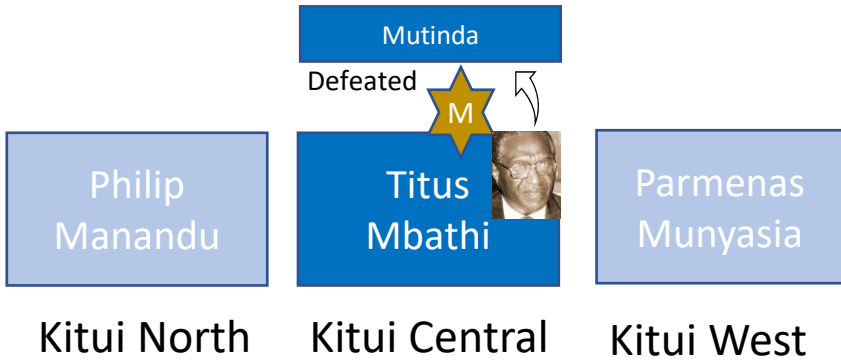 Mutinda
Defeated
M
Philip
Manandu
Titus
Mbathi
Parmenas
Munyasia
Kitui North
Kitui Central
Kitui West